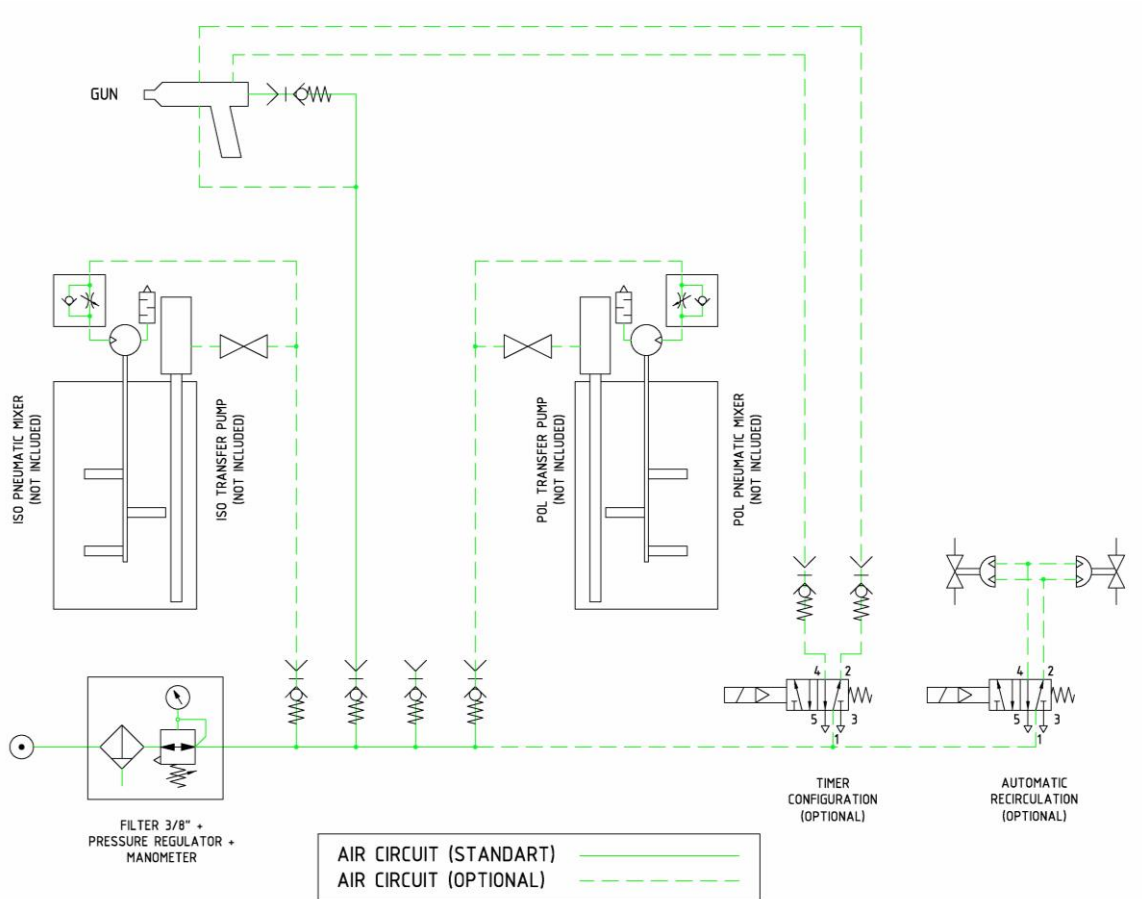 GUN
ISO PNEUMATIC MIXER
(NOT INCLUDED)
ISO TRANSFER PUMP
(NOT INCLUDED)
POL TRANSFER PUMP
(NOT INCLUDED)
POL PNEUMATIC MIXER
(NOT INCLUDED)
4 2
5 3
1
4 2
5 3
1
FILTER 3/8" +
PRESSURE REGULATOR +
MANOMETER
TIMER
CONFIGURATION
(OPTIONAL)
AUTOMATIC
RECIRCULATION
(OPTIONAL)
AIR CIRCUIT (STANDART)
AIR CIRCUIT (OPTIONAL)